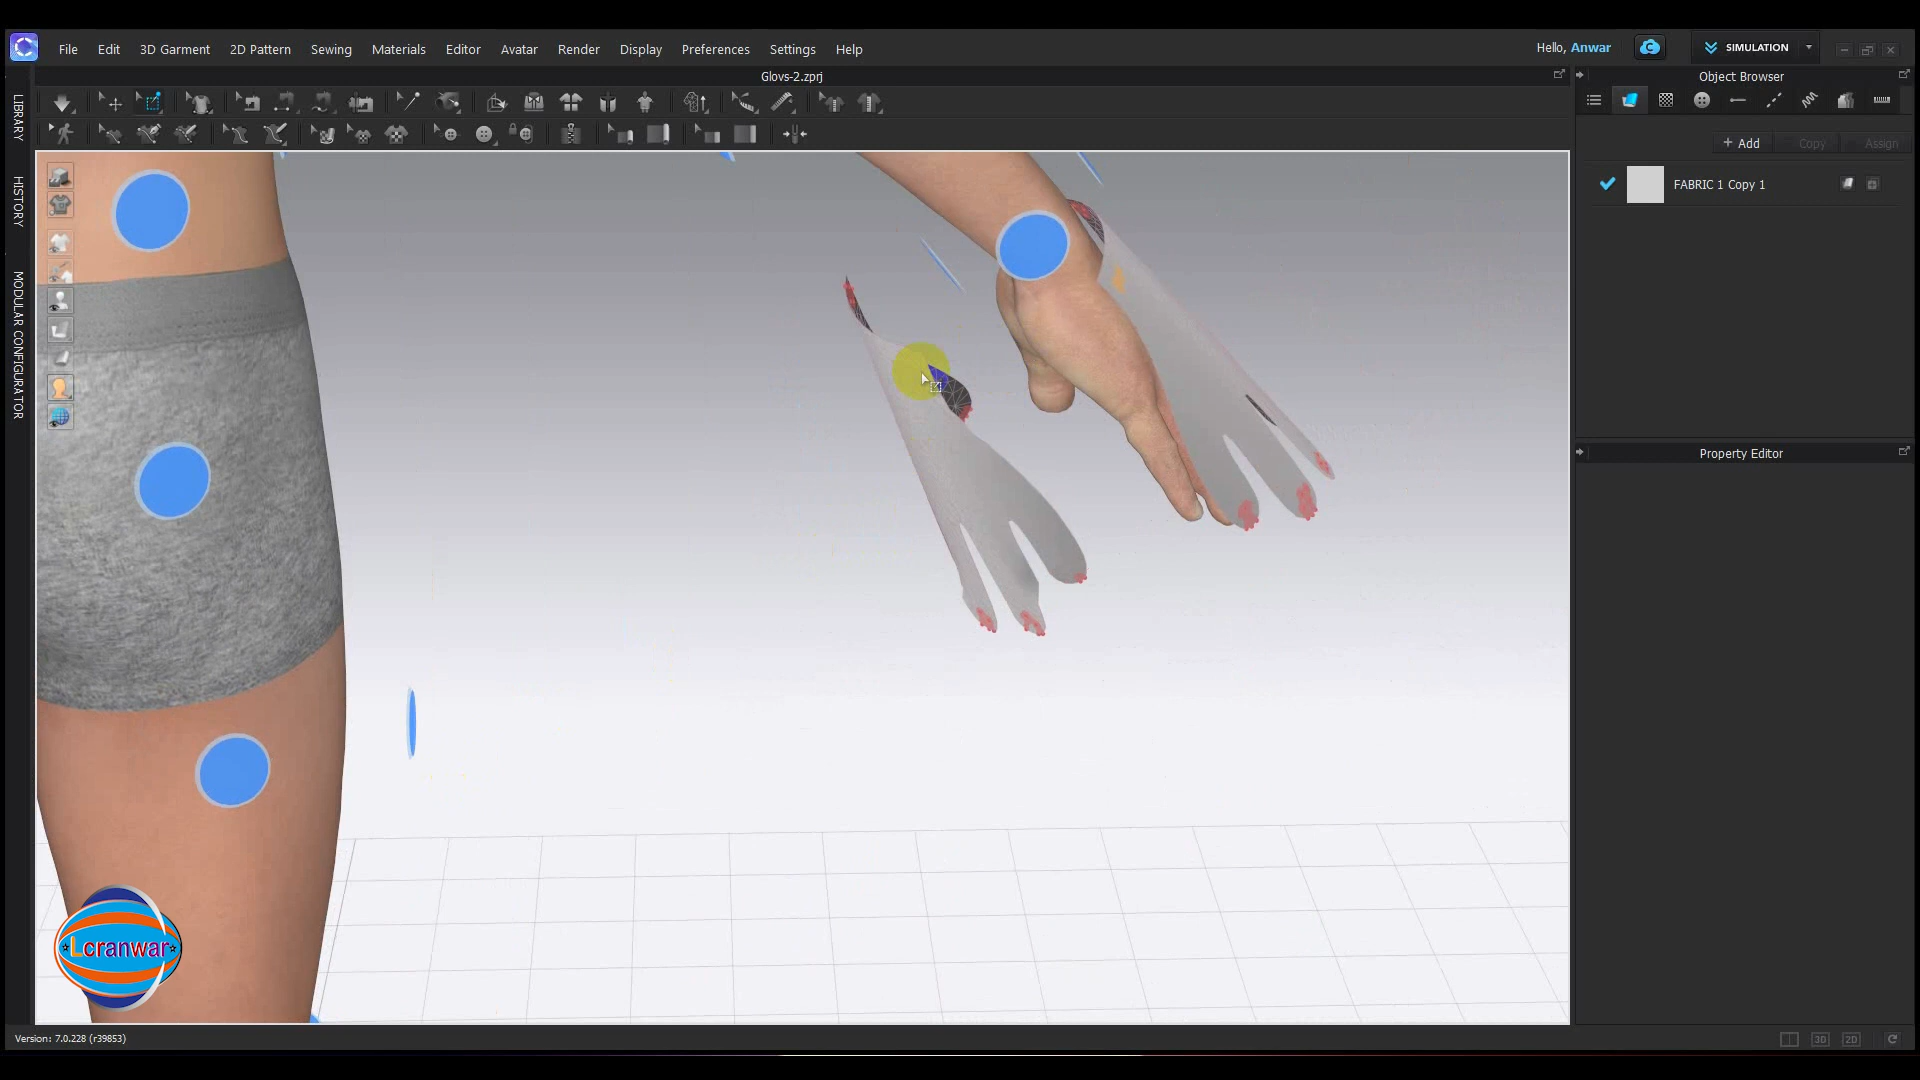 File Edit 3D Garment 2D Pattern Sewing Materials Editor Avatar Render Display Preferences Settings Help
Hello, Anwar
SIMULATION
Glovs-2.zprj
Object Browser
LIBRARY
HISTORY
MODULAR CONFIGURATOR
+ Add Copy Assign
FABRIC 1 Copy 1
Property Editor
Lcranwar
Version: 7.0.228 (r39853)
3D 2D